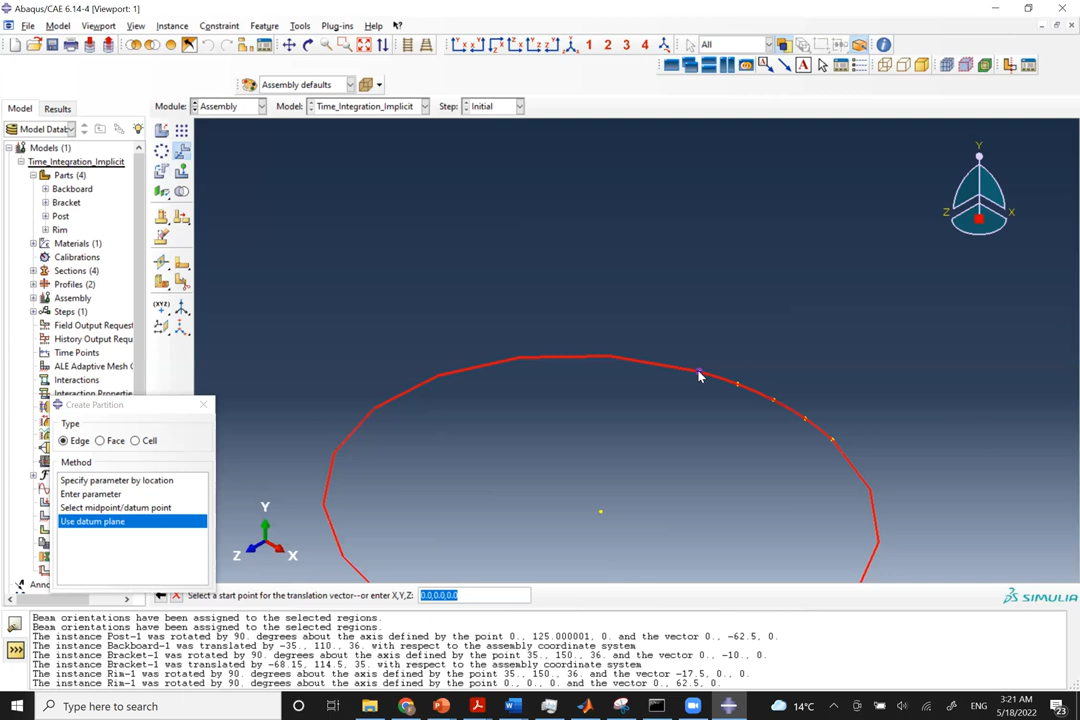 Abaqus/CAE 6.14-4 [Viewport: 1]
File Model Viewport View Instance Constraint Feature Tools Plug-ins Help
1 2 3 4 All
A
Assembly defaults
Model Results Module: Assembly Model: Time_Integration_Implicit Step: Initial
Model Datab
Models (1)
Time_Integration_Implicit
Parts (4)
Backboard
Bracket
Post
Rim
Materials (1)
Calibrations
Sections (4)
Profiles (2)
Assembly
Steps (1)
Field Output Request
History Output Requ
Time Points
ALE Adaptive Mesh C
Interactions
Interaction Properties
Anno
(XYZ)
Create Partition
Type
Edge Face Cell
Method
Specify parameter by location
Enter parameter
Select midpoint/datum point
Use datum plane
Y
Z X
Y
Z X
Select a start point for the translation vector--or enter X,Y,Z: 0.0,0.0,0.0
SIMULIA
Beam orientations have been assigned to the selected regions.
Beam orientations have been assigned to the selected regions.
The instance Post-1 was rotated by 90. degrees about the axis defined by the point 0., 125.000001, 0. and the vector 0., -62.5, 0.
The instance Backboard-1 was translated by -35., 110., 36. with respect to the assembly coordinate system
The instance Bracket-1 was rotated by 90. degrees about the axis defined by the point 35., 150., 36. and the vector 0., -10., 0.
The instance Bracket-1 was translated by -68.15, 114.5, 35. with respect to the assembly coordinate system
The instance Rim-1 was rotated by 90. degrees about the axis defined by the point 35., 150., 36. and the vector -17.5, 0., 0.
The instance Rim-1 was rotated by 90. degrees about the axis defined by the point 0., 0., 0. and the vector 0., 62.5, 0.
Type here to search
14°C
3:21 AM
5/18/2022
23